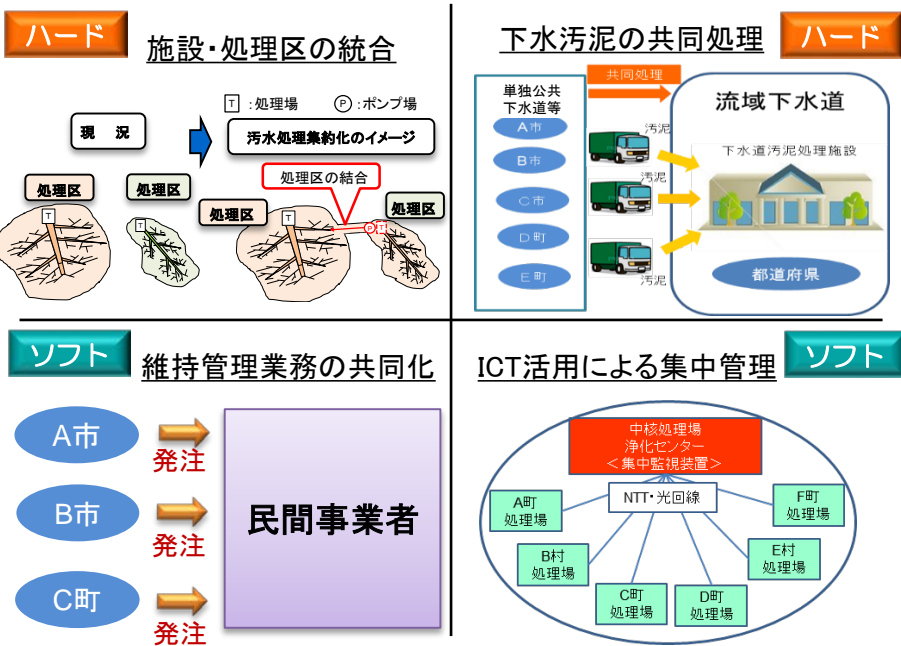 ハード
施設・処理区の統合
T：処理場
P：ポンプ場
現　況
汚水処理集約化のイメージ
処理区の結合
処理区
T
処理区
T
処理区
T
P
T
処理区
下水汚泥の共同処理
ハード
共同処理
単独公共
下水道等
A市
B市
C市
D町
E町
汚泥
汚泥
汚泥
流域下水道
下水道汚泥処理施設
都道府県
ソフト
維持管理業務の共同化
A市
発注
B市
発注
C町
発注
民間事業者
ICT活用による集中管理
ソフト
中核処理場
浄化センター
＜集中監視装置＞
NTT・光回線
A町
処理場
B村
処理場
C町
処理場
D町
処理場
E村
処理場
F町
処理場